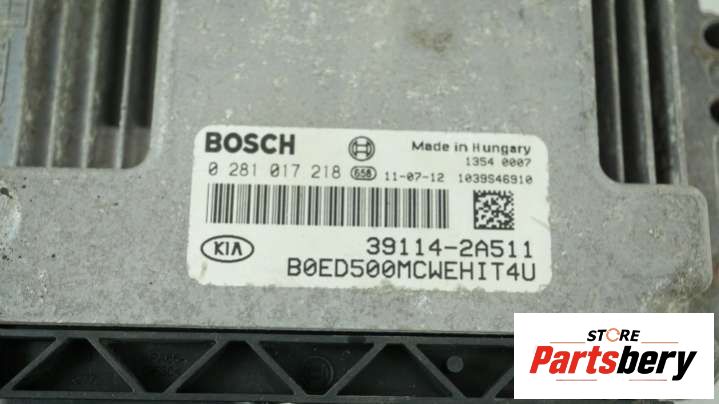 BOSCH
Made in Hungary
1354 0007
0 281 017 218 658 11-07-12 1039S46910
KIA
39114-2A511
B0ED500MCWEHIT4U
STORE
Partsbery